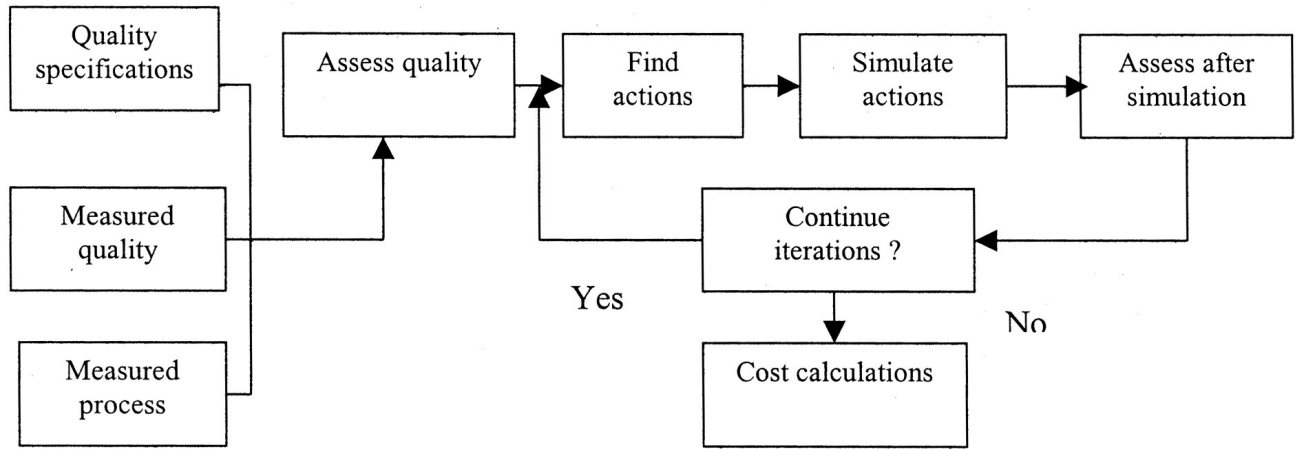 Quality
specifications
Assess quality
Find
actions
Simulate
actions
Assess after
simulation
Measured
quality
Continue
iterations ?
Yes
No
Measured
process
Cost calculations